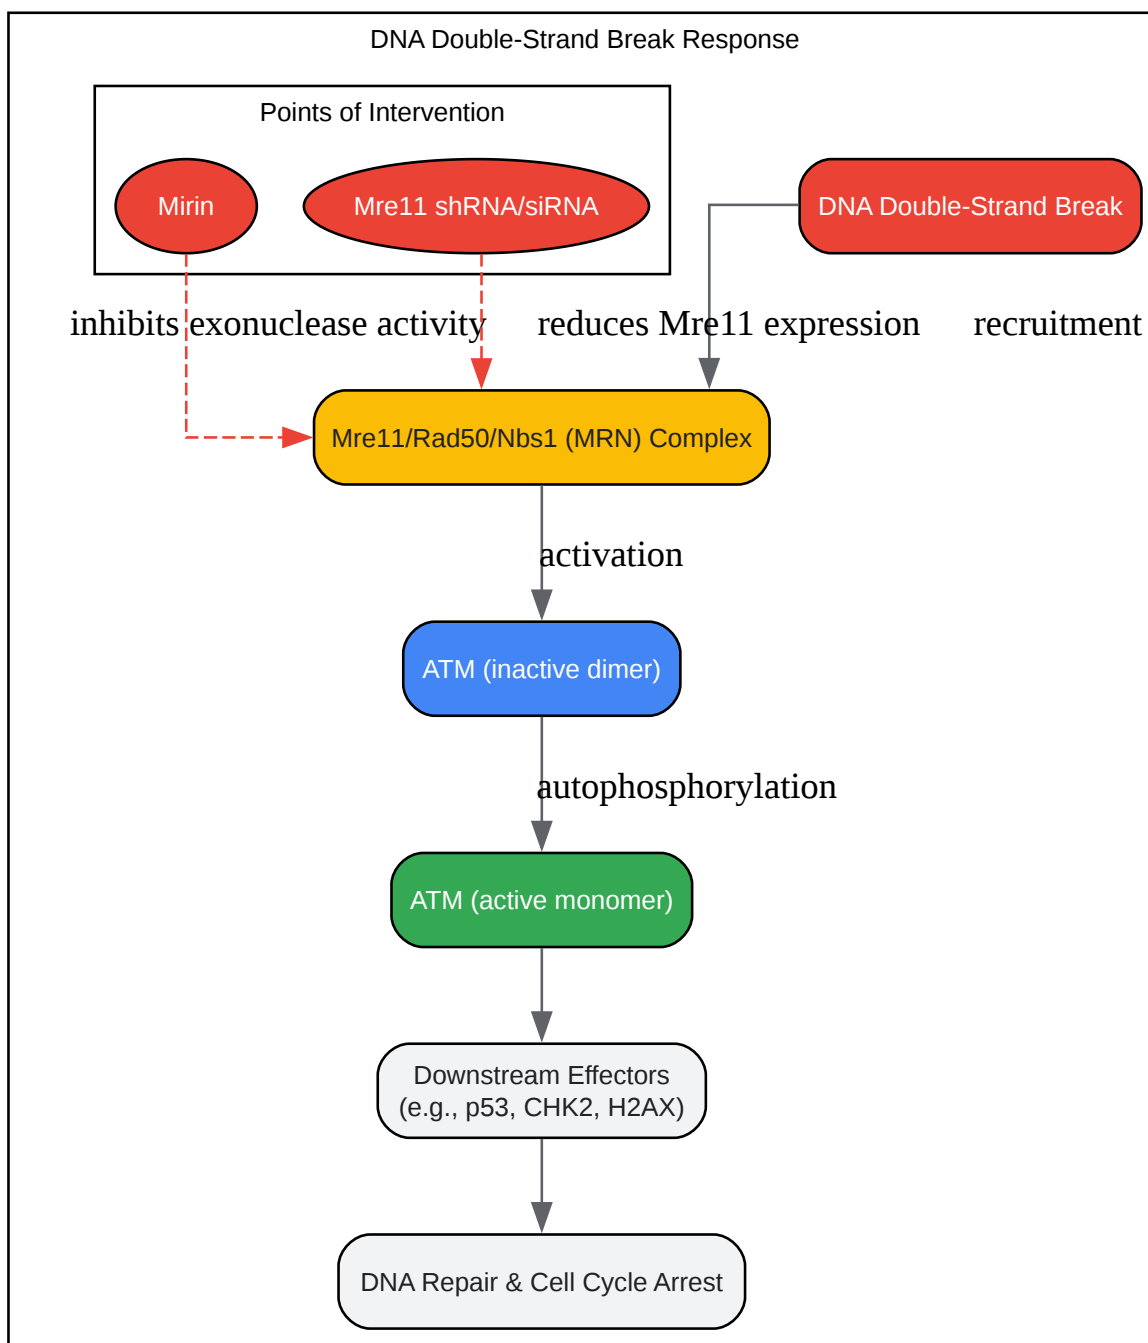 DNA Double-Strand Break Response
Points of Intervention
Mirin
Mre11 shRNA/siRNA
DNA Double-Strand Break
inhibits exonuclease activity
reduces Mre11 expression
recruitment
Mre11/Rad50/Nbs1 (MRN) Complex
activation
ATM (inactive dimer)
autophosphorylation
ATM (active monomer)
Downstream Effectors
(e.g., p53, CHK2, H2AX)
DNA Repair & Cell Cycle Arrest